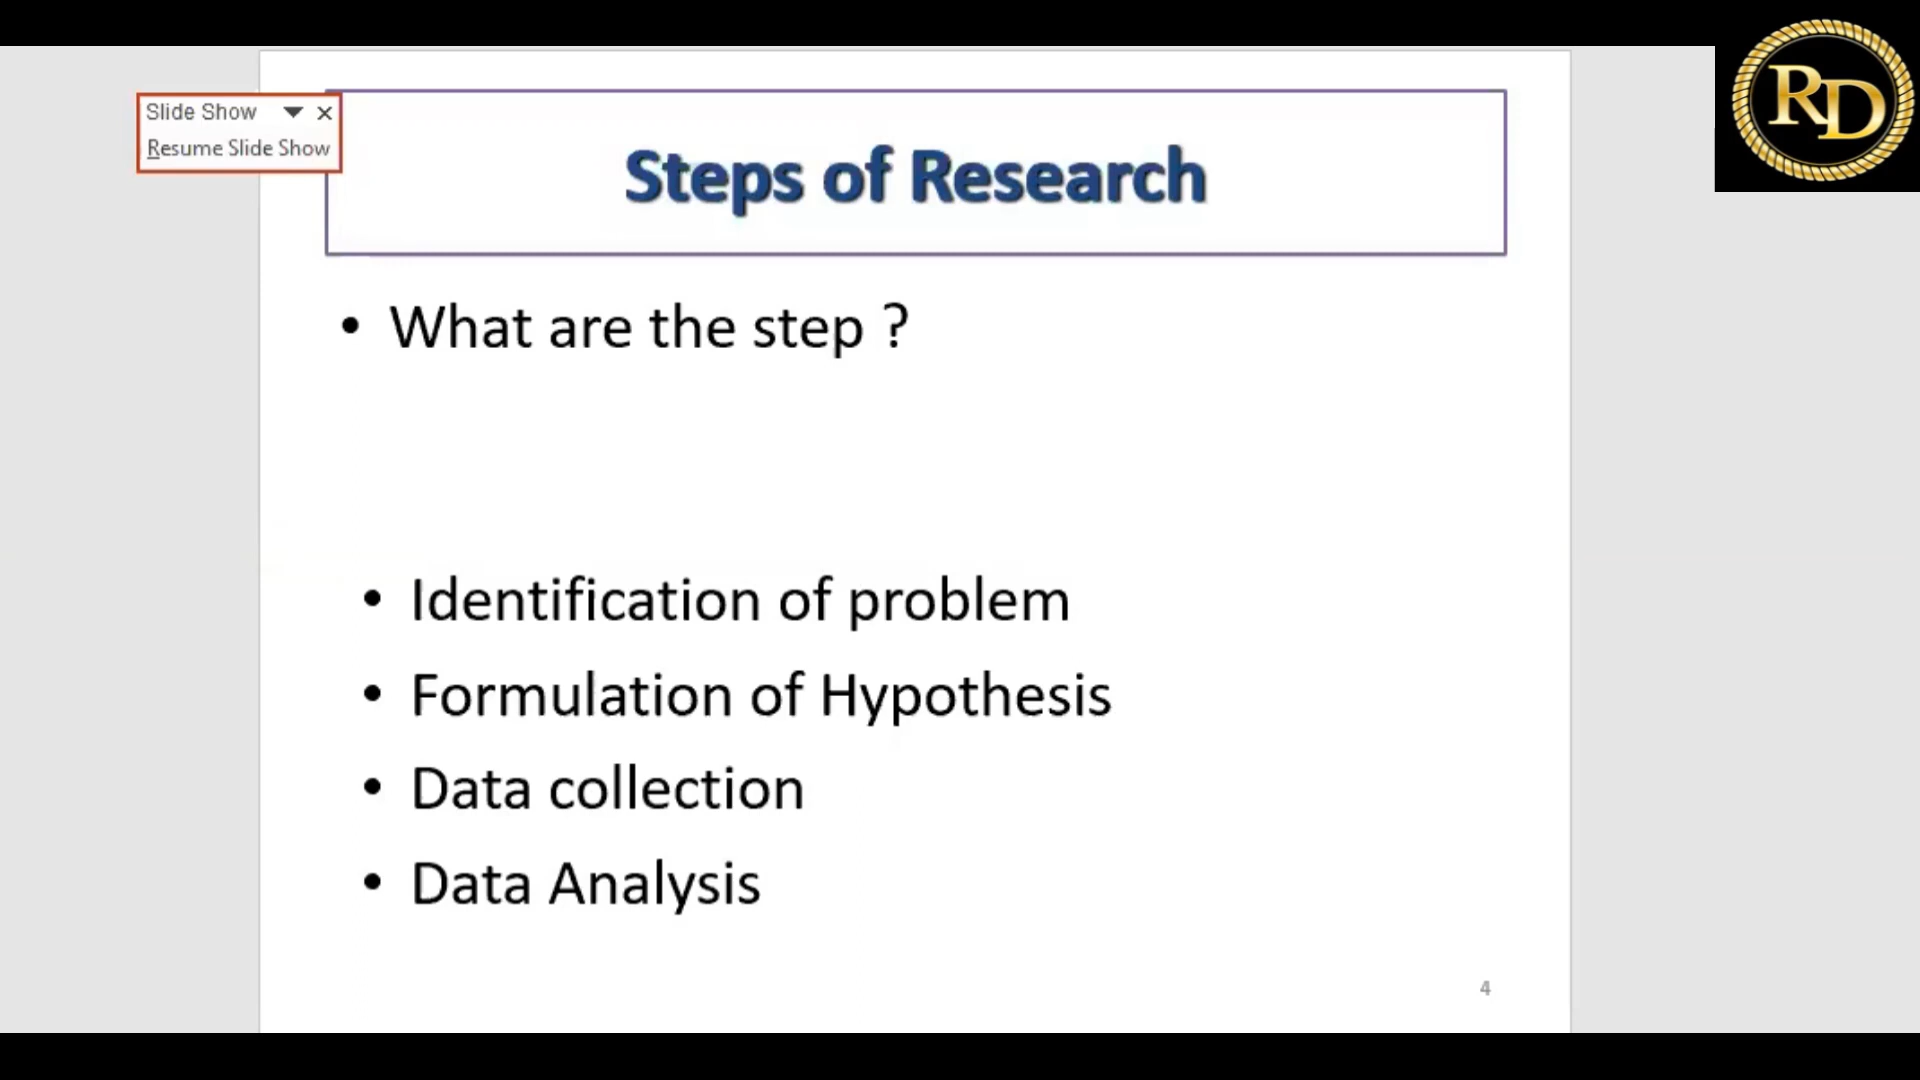 RD
Slide Show
Resume Slide Show
Steps of Research
• What are the step ?
• Identification of problem
• Formulation of Hypothesis
• Data collection
• Data Analysis
4